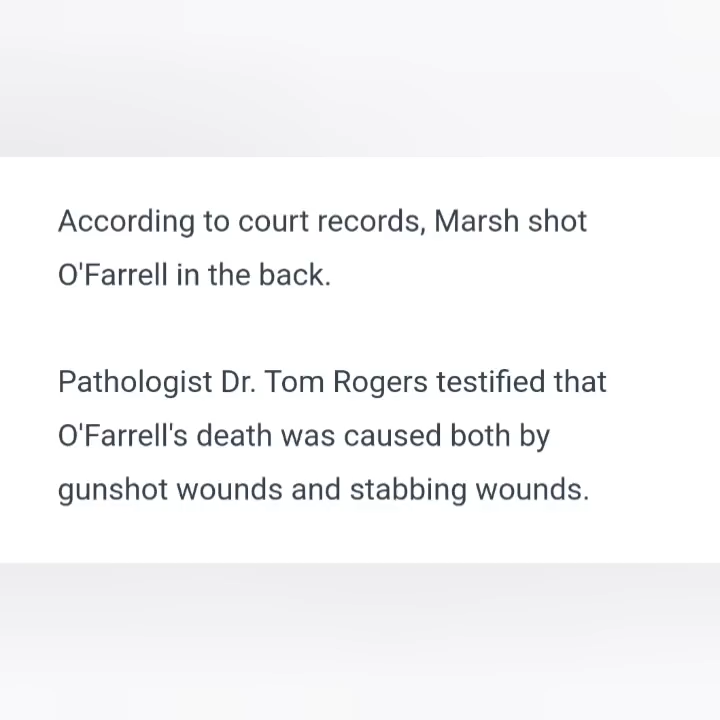 According to court records, Marsh shot
O'Farrell in the back.
Pathologist Dr. Tom Rogers testified that
O'Farrell's death was caused both by
gunshot wounds and stabbing wounds.